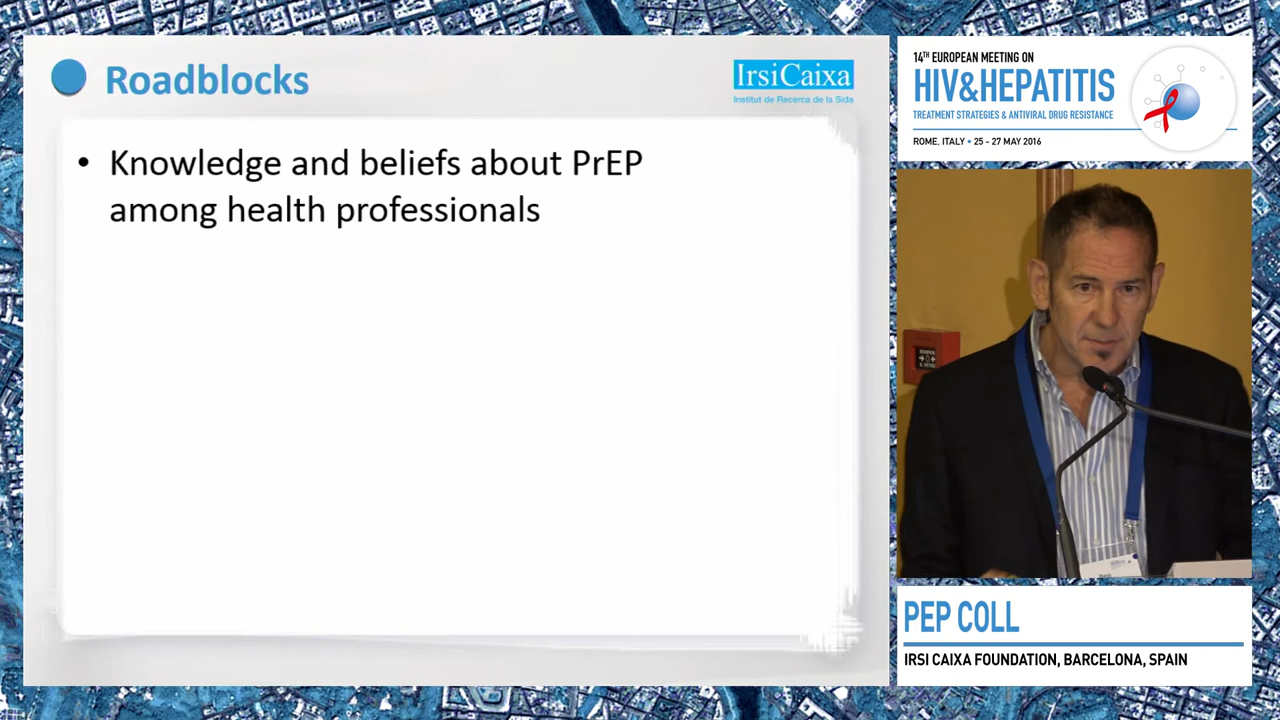 Roadblocks
IrsiCaixa
Institut de Recerca de la Sida
• Knowledge and beliefs about PrEP
among health professionals
14TH EUROPEAN MEETING ON
HIV&HEPATITIS
TREATMENT STRATEGIES & ANTIVIRAL DRUG RESISTANCE
ROME, ITALY • 25 - 27 MAY 2016
PEP COLL
IRSI CAIXA FOUNDATION, BARCELONA, SPAIN